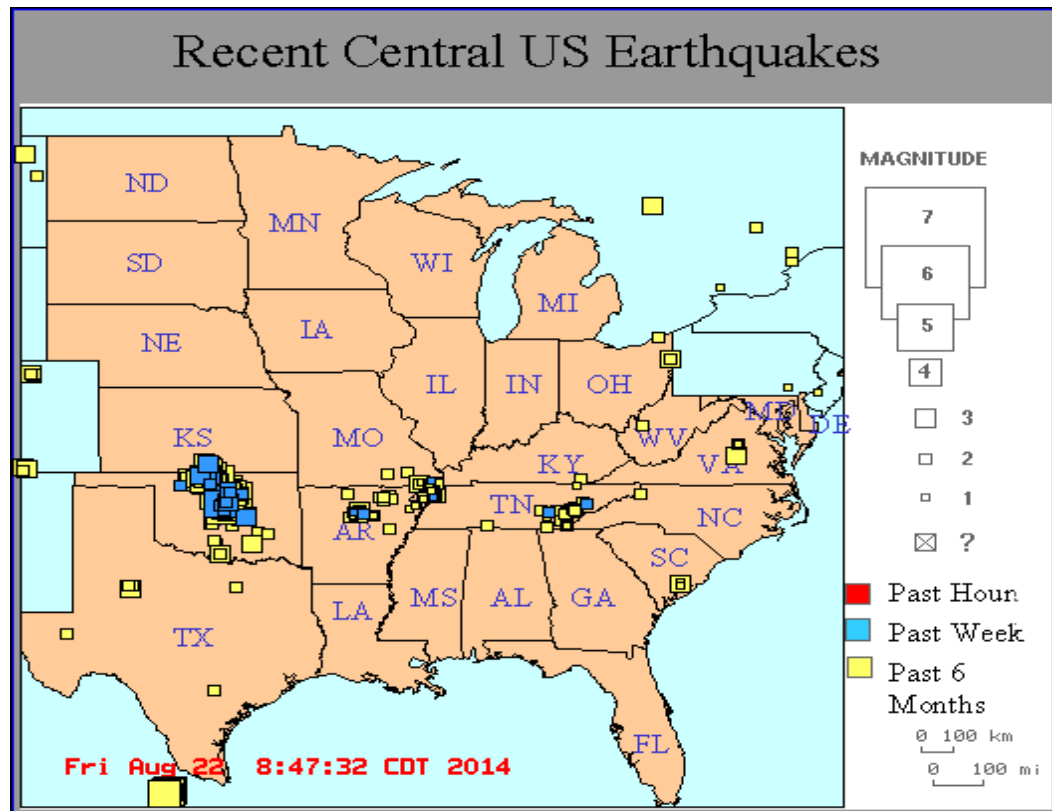 Recent Central US Earthquakes
MAGNITUDE
7
6
5
4
3
2
1
?
Past Hour
Past Week
Past 6
Months
0 100 km
0 100 mi
ND
MN
SD
WI
MI
NE
IA
IL
IN
OH
MD
DE
KS
MO
WV
KY
VA
TN
NC
AR
SC
MS
AL
GA
LA
TX
FL
Fri Aug 22 8:47:32 CDT 2014